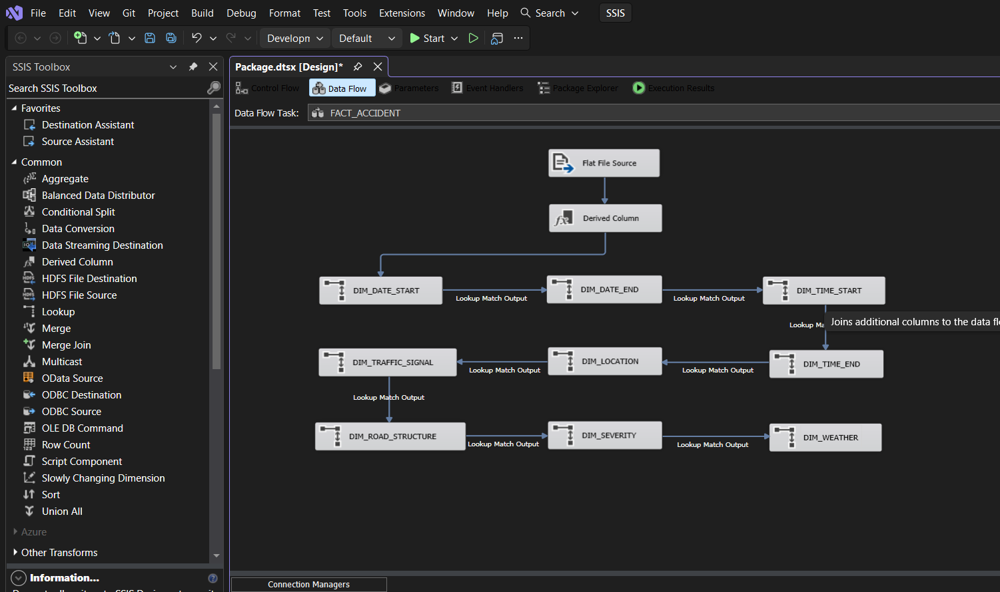 File Edit View Git Project Build Debug Format Test Tools Extensions Window Help Search SSIS
Developm Default Start
SSIS Toolbox
Package.dtsx [Design]*
Search SSIS Toolbox
Control Flow Data Flow Parameters Event Handlers Package Explorer Execution Results
Data Flow Task: FACT_ACCIDENT
Favorites
Destination Assistant
Source Assistant
Common
Aggregate
Balanced Data Distributor
Conditional Split
Data Conversion
Data Streaming Destination
Derived Column
HDFS File Destination
HDFS File Source
Lookup
Merge
Merge Join
Multicast
OData Source
ODBC Destination
ODBC Source
OLE DB Command
Row Count
Script Component
Slowly Changing Dimension
Sort
Union All
Azure
Other Transforms
Information...
Flat File Source
Derived Column
DIM_DATE_START
Lookup Match Output
DIM_DATE_END
Lookup Match Output
DIM_TIME_START
Lookup Ma
Joins additional columns to the data fl
DIM_TRAFFIC_SIGNAL
Lookup Match Output
DIM_LOCATION
Lookup Match Output
DIM_TIME_END
Lookup Match Output
DIM_ROAD_STRUCTURE
Lookup Match Output
DIM_SEVERITY
Lookup Match Output
DIM_WEATHER
Connection Managers